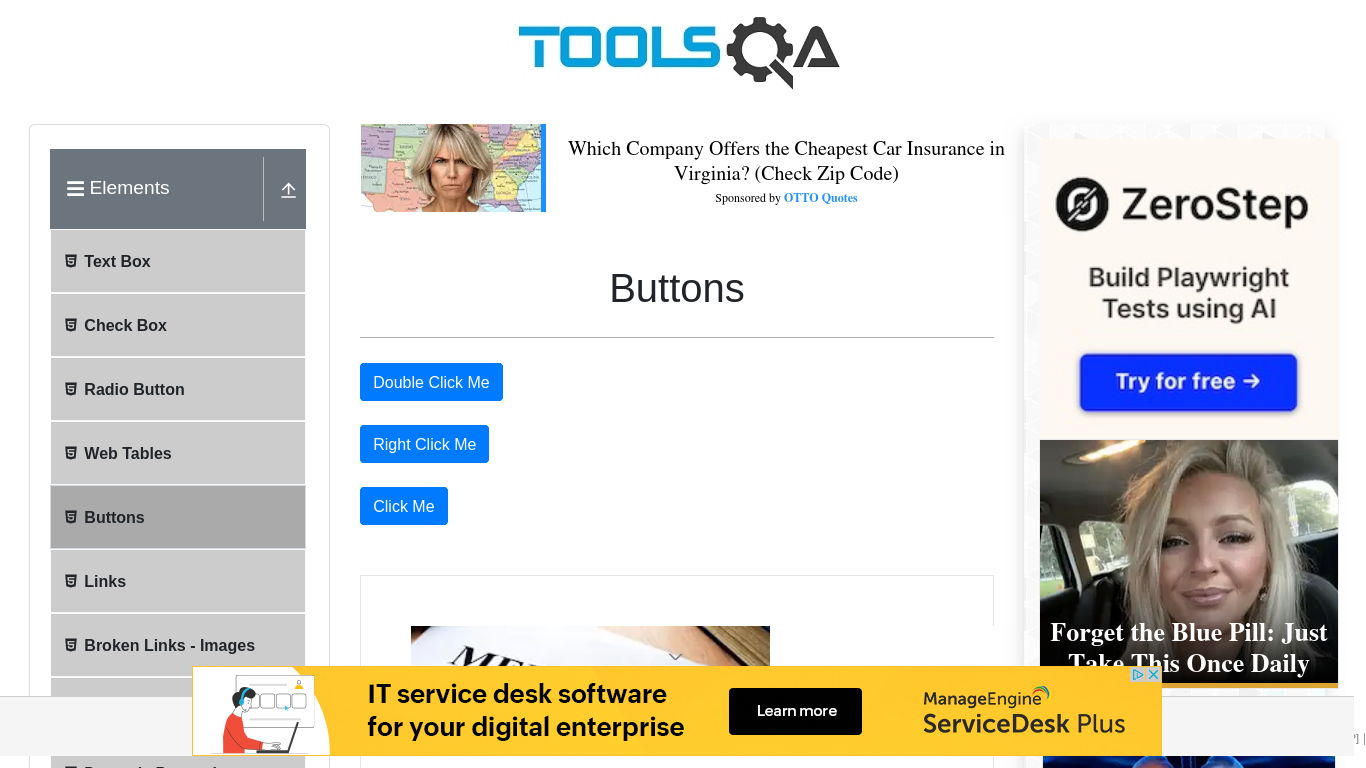 TOOLSQA
Elements
Text Box
Check Box
Radio Button
Web Tables
Buttons
Links
Broken Links - Images
Which Company Offers the Cheapest Car Insurance in
Virginia? (Check Zip Code)
Sponsored by OTTO Quotes
Buttons
Double Click Me
Right Click Me
Click Me
ZeroStep
Build Playwright
Tests using AI
Try for free →
Forget the Blue Pill: Just
Take This Once Daily
IT service desk software
for your digital enterprise
Learn more
ManageEngine
ServiceDesk Plus